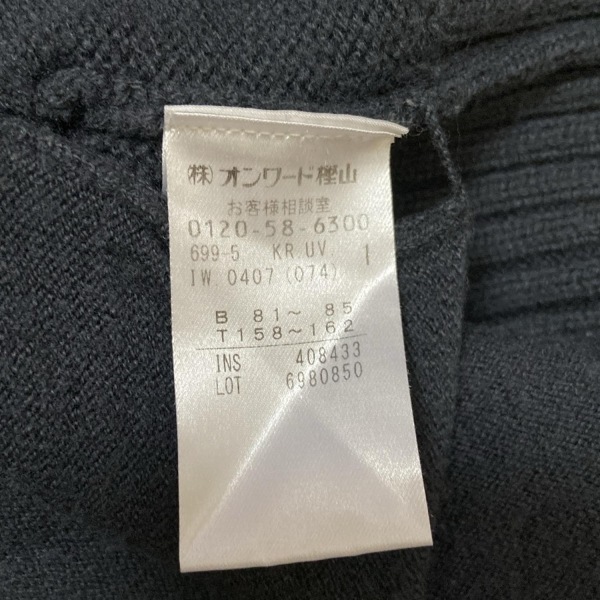 (株)オンワード樫山
お客様相談室
0120-58-6300
699-5 KR.UV 1
IW 0407 (074)
B 81～ 85
T 158～162
INS 408433
LOT 6980850